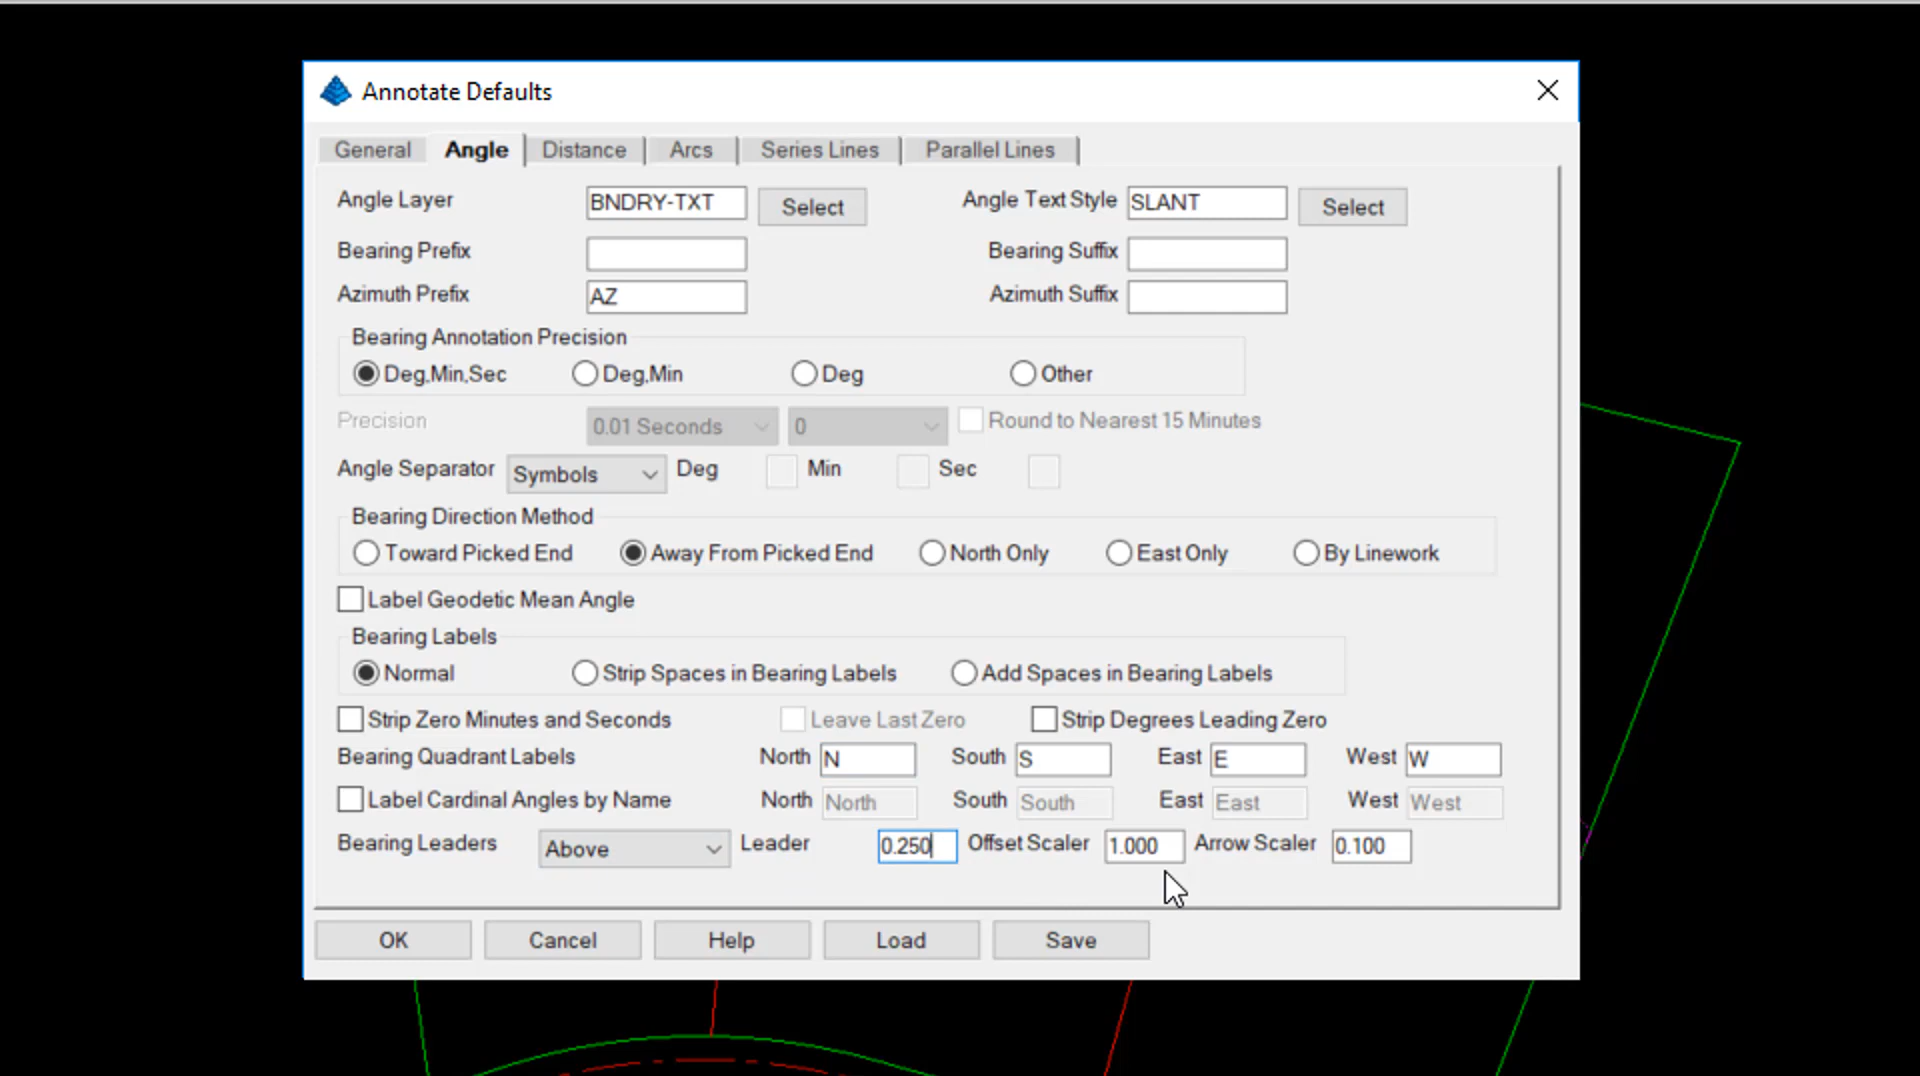 Annotate Defaults
General Angle Distance Arcs Series Lines Parallel Lines
Angle Layer BNDRY-TXT Select Angle Text Style SLANT Select
Bearing Prefix Bearing Suffix
Azimuth Prefix AZ Azimuth Suffix
Bearing Annotation Precision
Deg,Min,Sec Deg,Min Deg Other
Precision 0.01 Seconds 0 Round to Nearest 15 Minutes
Angle Separator Symbols Deg Min Sec
Bearing Direction Method
Toward Picked End Away From Picked End North Only East Only By Linework
Label Geodetic Mean Angle
Bearing Labels
Normal Strip Spaces in Bearing Labels Add Spaces in Bearing Labels
Strip Zero Minutes and Seconds Leave Last Zero Strip Degrees Leading Zero
Bearing Quadrant Labels North N South S East E West W
Label Cardinal Angles by Name North North South South East East West West
Bearing Leaders Above Leader 0.250 Offset Scaler 1.000 Arrow Scaler 0.100
OK Cancel Help Load Save